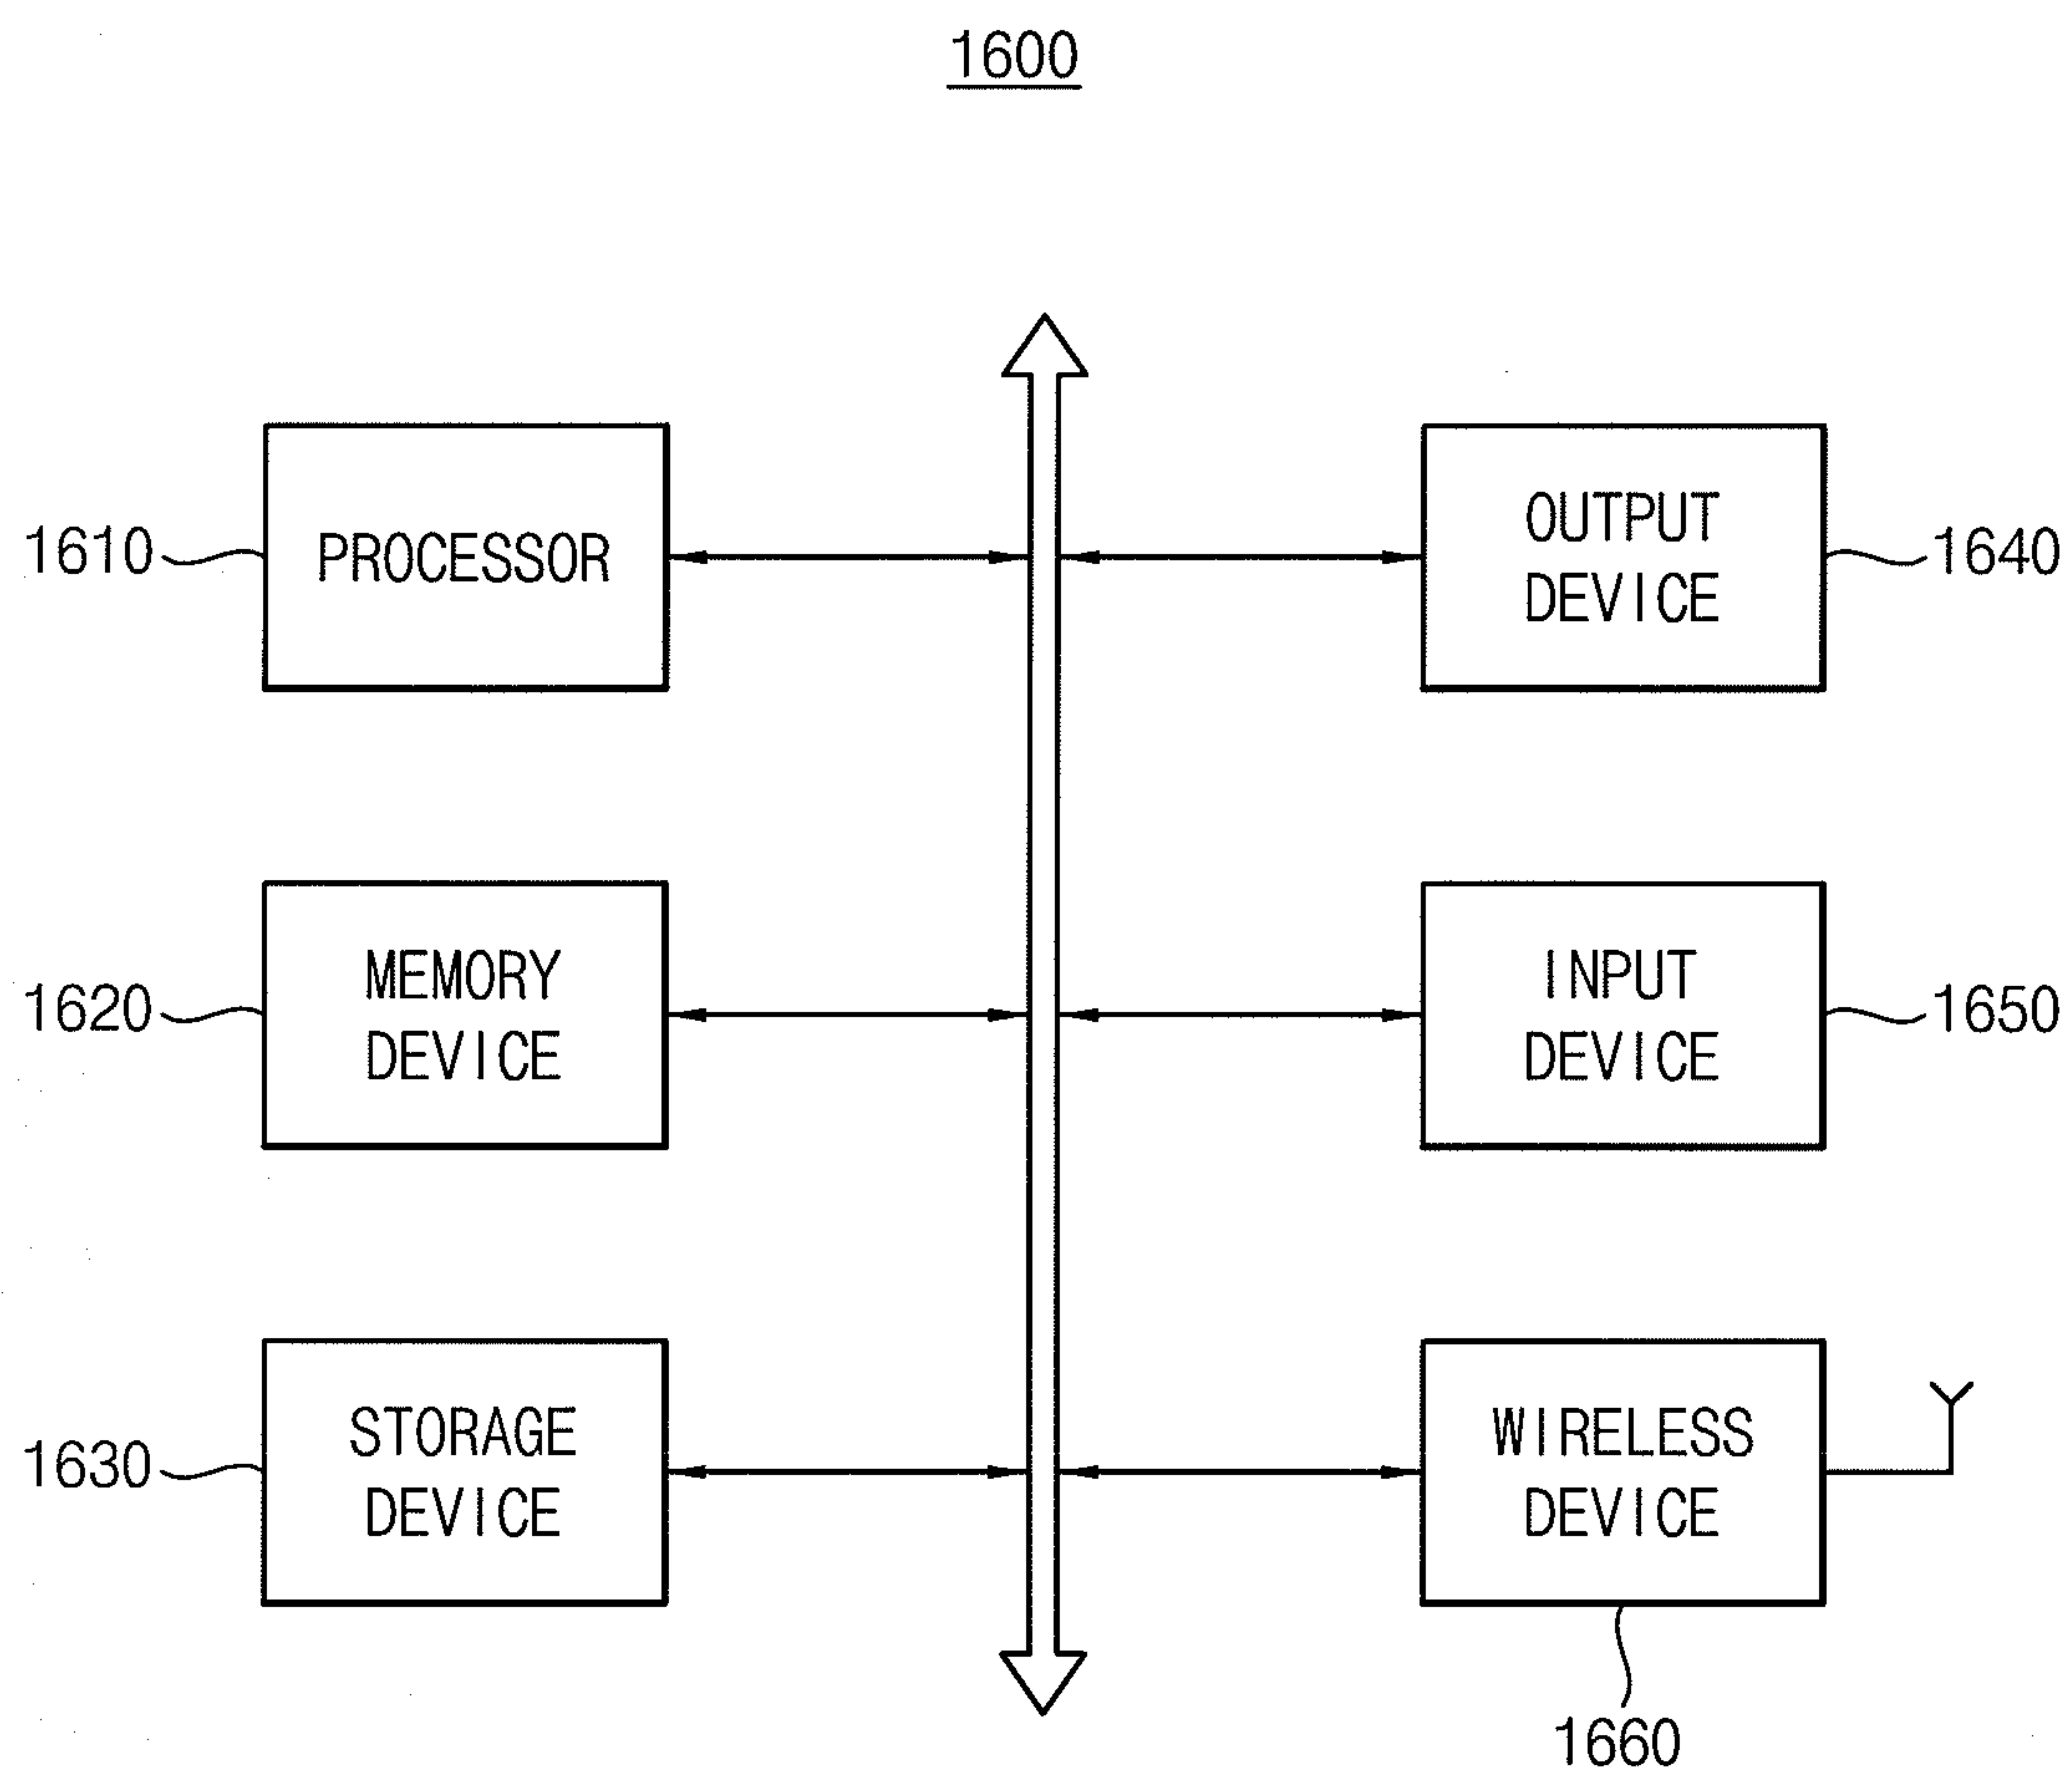 1600
1610
PROCESSOR
OUTPUT
DEVICE
1640
1620
MEMORY
DEVICE
INPUT
DEVICE
1650
1630
STORAGE
DEVICE
WIRELESS
DEVICE
1660